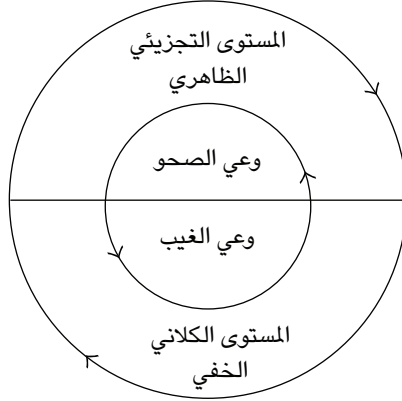 المستوى التجزيئي
الظاهري
وعي الصحو
وعي الغيب
المستوى الكلاني
الخفي